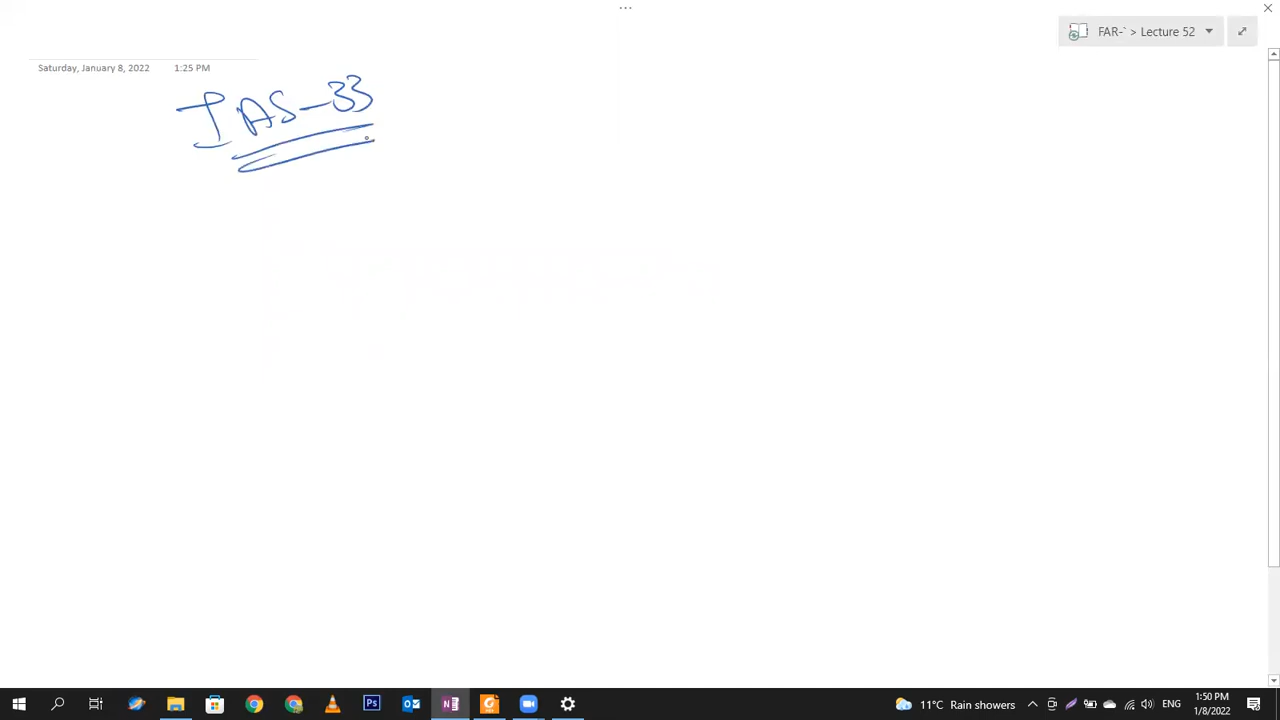 FAR-` > Lecture 52
Saturday, January 8, 2022 1:25 PM
IAS-33
11°C Rain showers
ENG
1:50 PM
1/8/2022